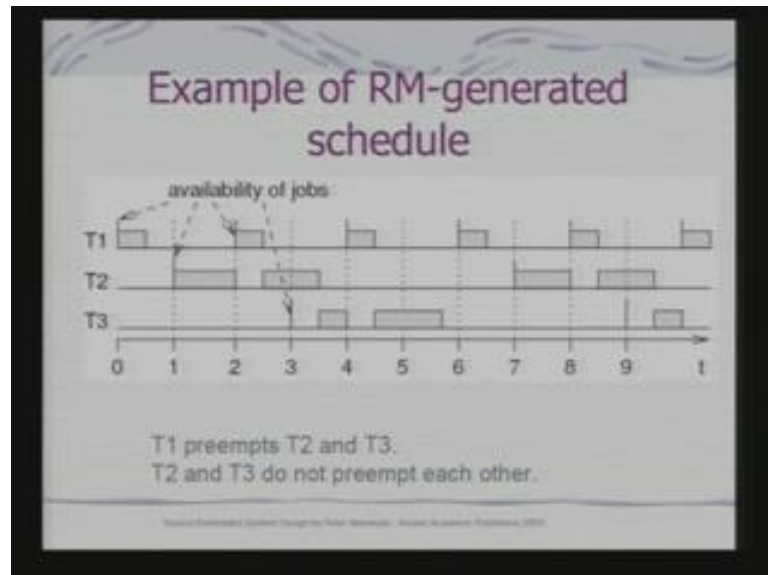 Example of RM-generated
schedule
availability of jobs
T1
T2
T3
0 1 2 3 4 5 6 7 8 9 t
T1 preempts T2 and T3.
T2 and T3 do not preempt each other.